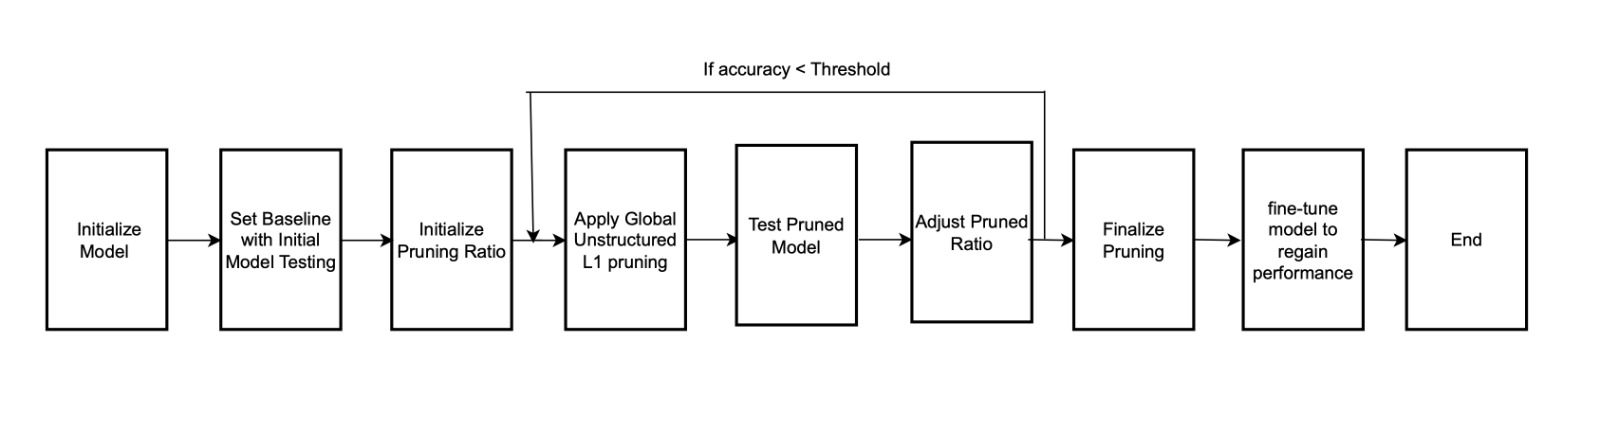 If accuracy < Threshold
Initialize
Model
Set Baseline
with Initial
Model Testing
Initialize
Pruning Ratio
Apply Global
Unstructured
L1 pruning
Test Pruned
Model
Adjust Pruned
Ratio
Finalize
Pruning
fine-tune
model to
regain
performance
End